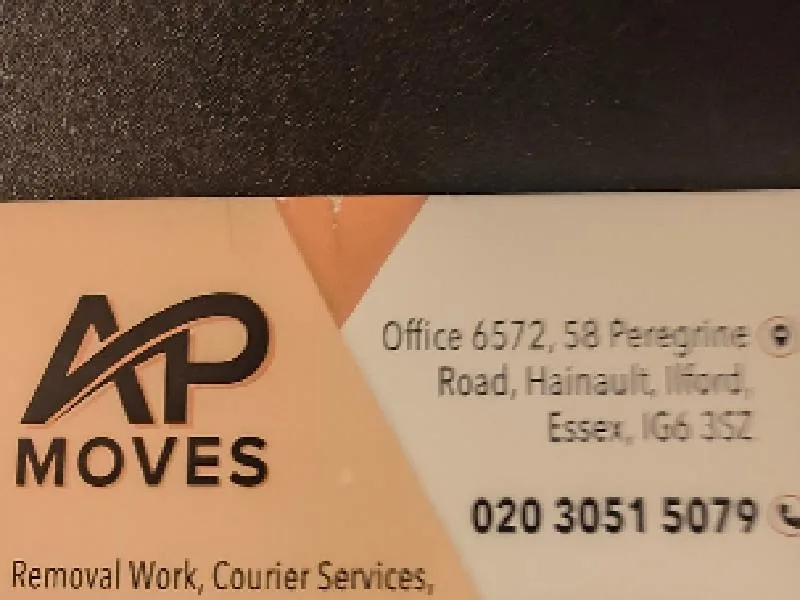 AP
MOVES
Removal Work, Courier Services,
Office 6572, 58 Peregrine
Road, Hainault, Ilford,
Essex, IG6 3SZ
020 3051 5079